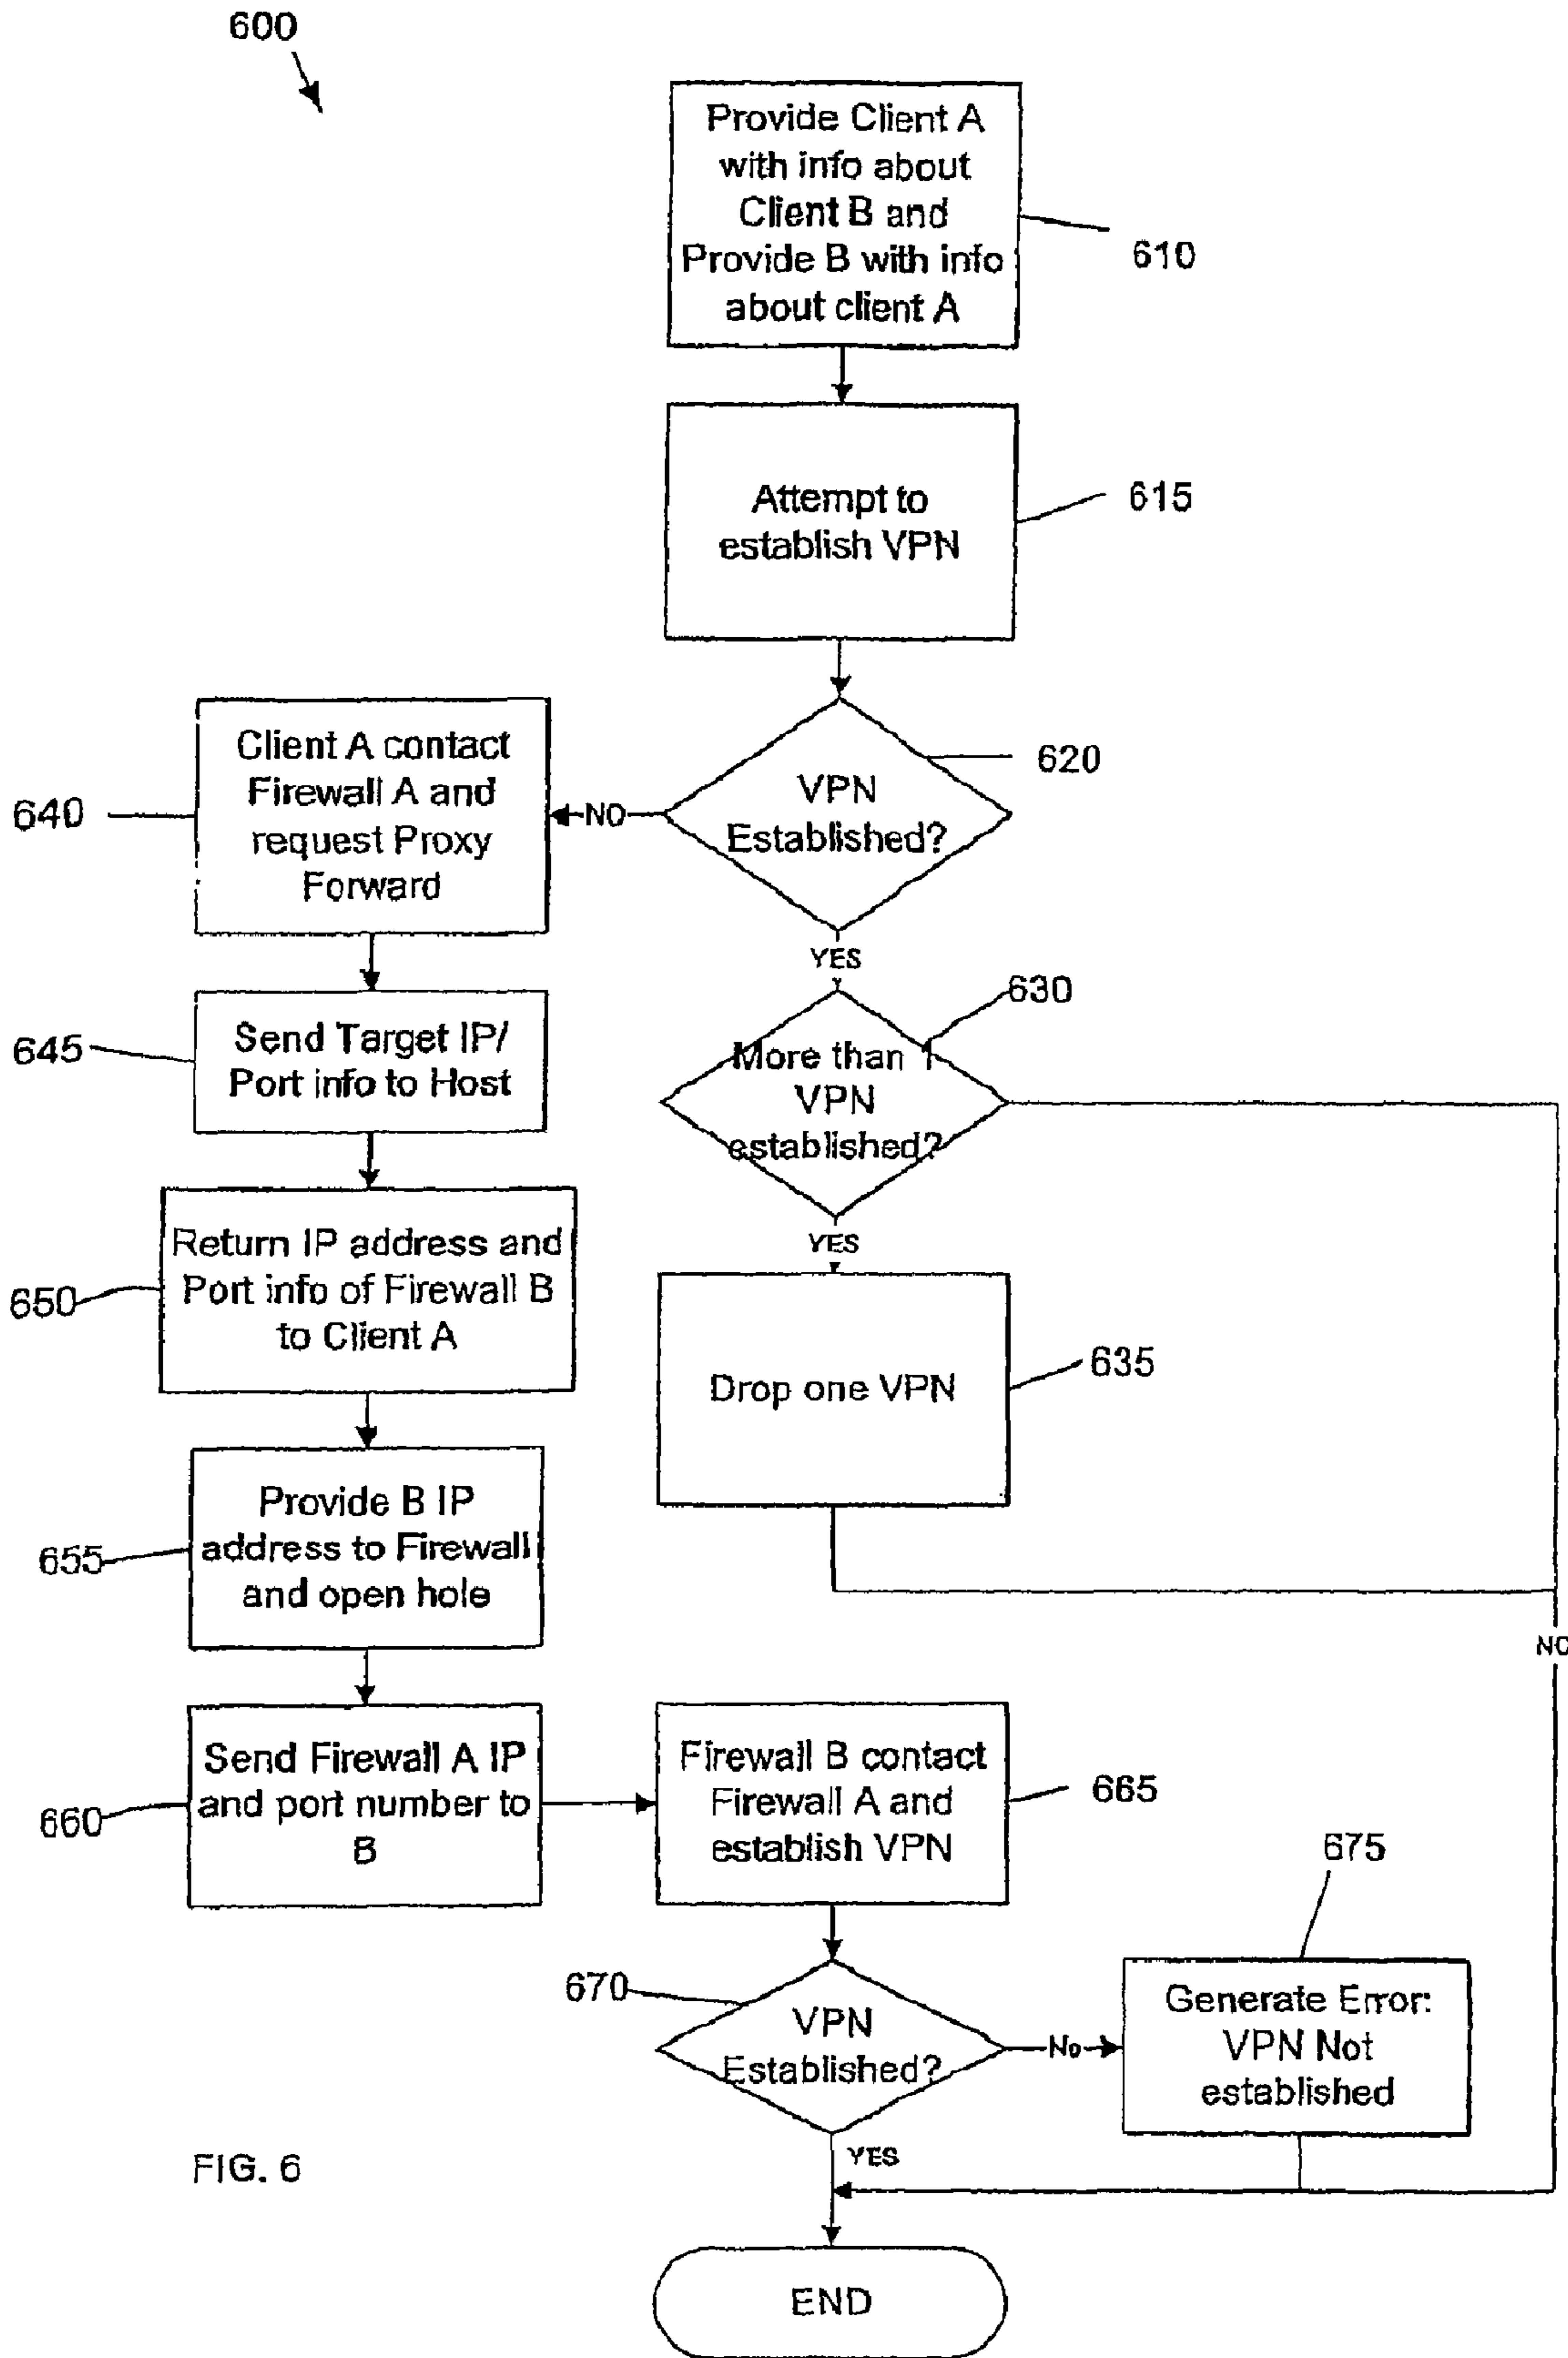 600
Provide Client A
with info about
Client B and
Provide B with info
about client A
610
Attempt to
establish VPN
615
VPN
Established?
620
NO
Client A contact
Firewall A and
request Proxy
Forward
640
YES
More than 1
VPN
established?
630
Send Target IP/
Port info to Host
645
YES
Return IP address and
Port info of Firewall B
to Client A
650
Drop one VPN
635
Provide B IP
address to Firewall
and open hole
655
NO
Send Firewall A IP
and port number to
B
660
Firewall B contact
Firewall A and
establish VPN
665
VPN
Established?
670
No
Generate Error:
VPN Not
established
675
YES
FIG. 6
END